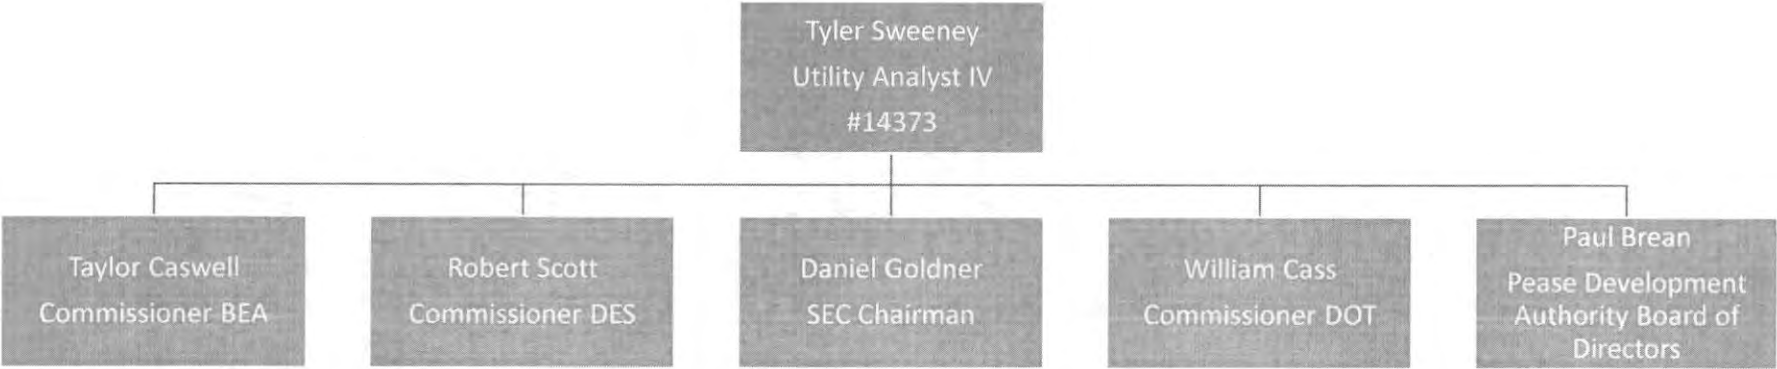 Tyler Sweeney
Utility Analyst IV
#14373
Taylor Caswell
Commissioner BEA
Robert Scott
Commissioner DES
Daniel Goldner
SEC Chairman
William Cass
Commissioner DOT
Paul Brean
Pease Development
Authority Board of
Directors